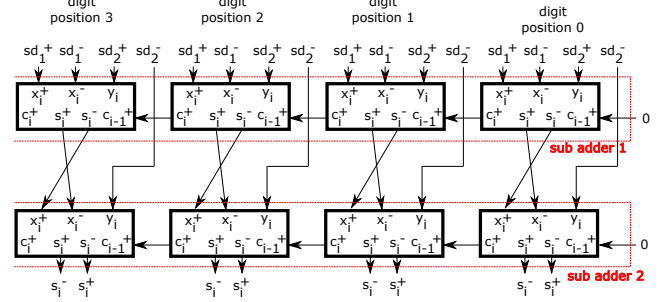 digit
position 3
digit
position 2
digit
position 1
digit
position 0
sd₁⁺ sd₁⁻ sd₂⁺ sd₂⁻ sd₁⁺ sd₁⁻ sd₂⁺ sd₂⁻ sd₁⁺ sd₁⁻ sd₂⁺ sd₂⁻ sd₁⁺ sd₁⁻ sd₂⁺ sd₂⁻
xᵢ⁺ xᵢ⁻ yᵢ xᵢ⁺ xᵢ⁻ yᵢ xᵢ⁺ xᵢ⁻ yᵢ xᵢ⁺ xᵢ⁻ yᵢ
cᵢ⁺ sᵢ⁺ sᵢ⁻ cᵢ₋₁⁺ cᵢ⁺ sᵢ⁺ sᵢ⁻ cᵢ₋₁⁺ cᵢ⁺ sᵢ⁺ sᵢ⁻ cᵢ₋₁⁺ cᵢ⁺ sᵢ⁺ sᵢ⁻ cᵢ₋₁⁺ 0
sub adder 1
xᵢ⁺ xᵢ⁻ yᵢ xᵢ⁺ xᵢ⁻ yᵢ xᵢ⁺ xᵢ⁻ yᵢ xᵢ⁺ xᵢ⁻ yᵢ
cᵢ⁺ sᵢ⁺ sᵢ⁻ cᵢ₋₁⁺ cᵢ⁺ sᵢ⁺ sᵢ⁻ cᵢ₋₁⁺ cᵢ⁺ sᵢ⁺ sᵢ⁻ cᵢ₋₁⁺ cᵢ⁺ sᵢ⁺ sᵢ⁻ cᵢ₋₁⁺ 0
sub adder 2
sᵢ⁻ sᵢ⁺ sᵢ⁻ sᵢ⁺ sᵢ⁻ sᵢ⁺ sᵢ⁻ sᵢ⁺